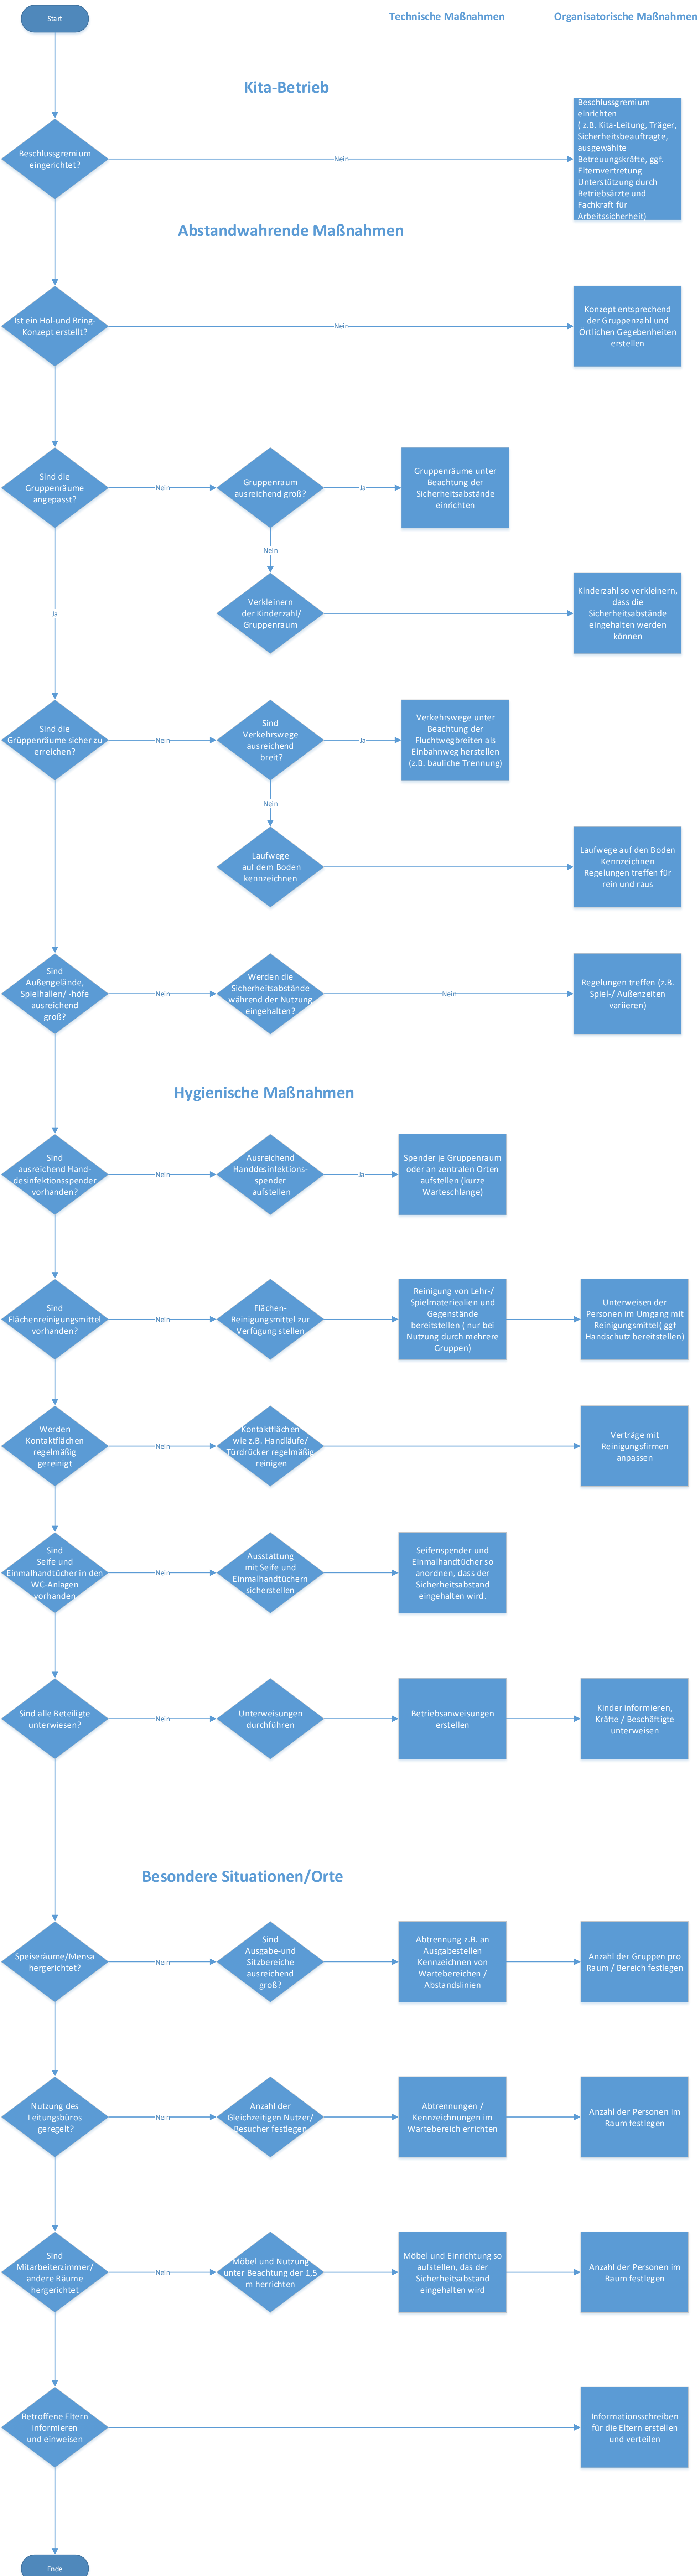 Start
Technische Maßnahmen
Organisatorische Maßnahmen
Kita-Betrieb
Beschlussgremium
eingerichtet?
Nein
Beschlussgremium
einrichten
( z.B. Kita-Leitung, Träger,
Sicherheitsbeauftragte,
ausgewählte
Betreuungskräfte, ggf.
Elternvertretung
Unterstützung durch
Betriebsärzte und
Fachkraft für
Arbeitssicherheit)
Abstandwahrende Maßnahmen
Ist ein Hol-und Bring-
Konzept erstellt?
Nein
Konzept entsprechend
der Gruppenzahl und
Örtlichen Gegebenheiten
erstellen
Sind die
Gruppenräume
angepasst?
Nein
Gruppenraum
ausreichend groß?
Ja
Gruppenräume unter
Beachtung der
Sicherheitsabstände
einrichten
Nein
Ja
Verkleinern
der Kinderzahl/
Gruppenraum
Kinderzahl so verkleinern,
dass die
Sicherheitsabstände
eingehalten werden
können
Sind die
Grüppenräume sicher zu
erreichen?
Nein
Sind
Verkehrswege
ausreichend
breit?
Ja
Verkehrswege unter
Beachtung der
Fluchtwegbreiten als
Einbahnweg herstellen
(z.B. bauliche Trennung)
Nein
Laufwege
auf dem Boden
kennzeichnen
Laufwege auf den Boden
Kennzeichnen
Regelungen treffen für
rein und raus
Sind
Außengelände,
Spielhallen/ -höfe
ausreichend
groß?
Nein
Werden die
Sicherheitsabstände
während der Nutzung
eingehalten?
Nein
Regelungen treffen (z.B.
Spiel-/ Außenzeiten
variieren)
Hygienische Maßnahmen
Sind
ausreichend Hand-
desinfektionsspender
vorhanden?
Nein
Ausreichend
Handdesinfektions-
spender
aufstellen
Ja
Spender je Gruppenraum
oder an zentralen Orten
aufstellen (kurze
Warteschlange)
Sind
Flächenreinigungsmittel
vorhanden?
Nein
Flächen-
Reinigungsmittel zur
Verfügung stellen
Reinigung von Lehr-/
Spielmateriealien und
Gegenstände
bereitstellen ( nur bei
Nutzung durch mehrere
Gruppen)
Unterweisen der
Personen im Umgang mit
Reinigungsmittel( ggf
Handschutz bereitstellen)
Werden
Kontaktflächen
regelmäßig
gereinigt
Nein
Kontaktflächen
wie z.B. Handläufe/
Türdrücker regelmäßig
reinigen
Verträge mit
Reinigungsfirmen
anpassen
Sind
Seife und
Einmalhandtücher in den
WC-Anlagen
vorhanden
Nein
Ausstattung
mit Seife und
Einmalhandtüchern
sicherstellen
Seifenspender und
Einmalhandtücher so
anordnen, dass der
Sicherheitsabstand
eingehalten wird.
Sind alle Beteiligte
unterwiesen?
Nein
Unterweisungen
durchführen
Betriebsanweisungen
erstellen
Kinder informieren,
Kräfte / Beschäftigte
unterweisen
Besondere Situationen/Orte
Speiseräume/Mensa
hergerichtet?
Nein
Sind
Ausgabe-und
Sitzbereiche
ausreichend
groß?
Abtrennung z.B. an
Ausgabestellen
Kennzeichnen von
Wartebereichen /
Abstandslinien
Anzahl der Gruppen pro
Raum / Bereich festlegen
Nutzung des
Leitungsbüros
geregelt?
Nein
Anzahl der
Gleichzeitigen Nutzer/
Besucher festlegen
Abtrennungen /
Kennzeichnungen im
Wartebereich errichten
Anzahl der Personen im
Raum festlegen
Sind
Mitarbeiterzimmer/
andere Räume
hergerichtet
Nein
Möbel und Nutzung
unter Beachtung der 1,5
m herrichten
Möbel und Einrichtung so
aufstellen, das der
Sicherheitsabstand
eingehalten wird
Anzahl der Personen im
Raum festlegen
Betroffene Eltern
informieren
und einweisen
Informationsschreiben
für die Eltern erstellen
und verteilen
Ende